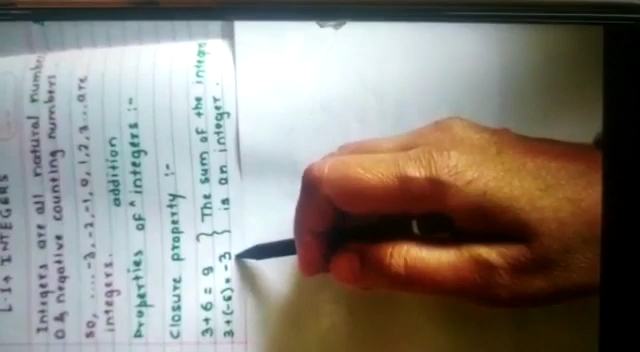 L-1 → INTEGERS
Integers are all natural number
0 & negative counting numbers
so, .... -3, -2, -1, 0, 1, 2, 3 ... are
integers.
addition
Properties of ^ integers :-
Closure property :-
3+6 = 9 } The sum of the integ
3+(-6) = -3 } is an integer.